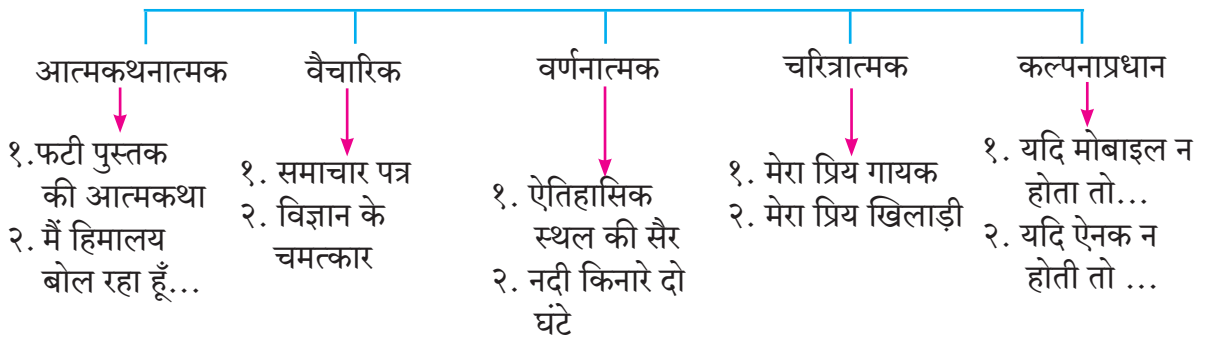 आत्मकथनात्मक
वैचारिक
वर्णनात्मक
चरित्रात्मक
कल्पनाप्रधान
१.फटी पुस्तक
की आत्मकथा
२. मैं हिमालय
बोल रहा हूँ...
१. समाचार पत्र
२. विज्ञान के
चमत्कार
१. ऐतिहासिक
स्थल की सैर
२. नदी किनारे दो
घंटे
१. मेरा प्रिय गायक
२. मेरा प्रिय खिलाड़ी
१. यदि मोबाइल न
होता तो...
२. यदि ऐनक न
होती तो ...